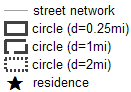 street network
circle (d=0.25mi)
circle (d=1mi)
circle (d=2mi)
residence